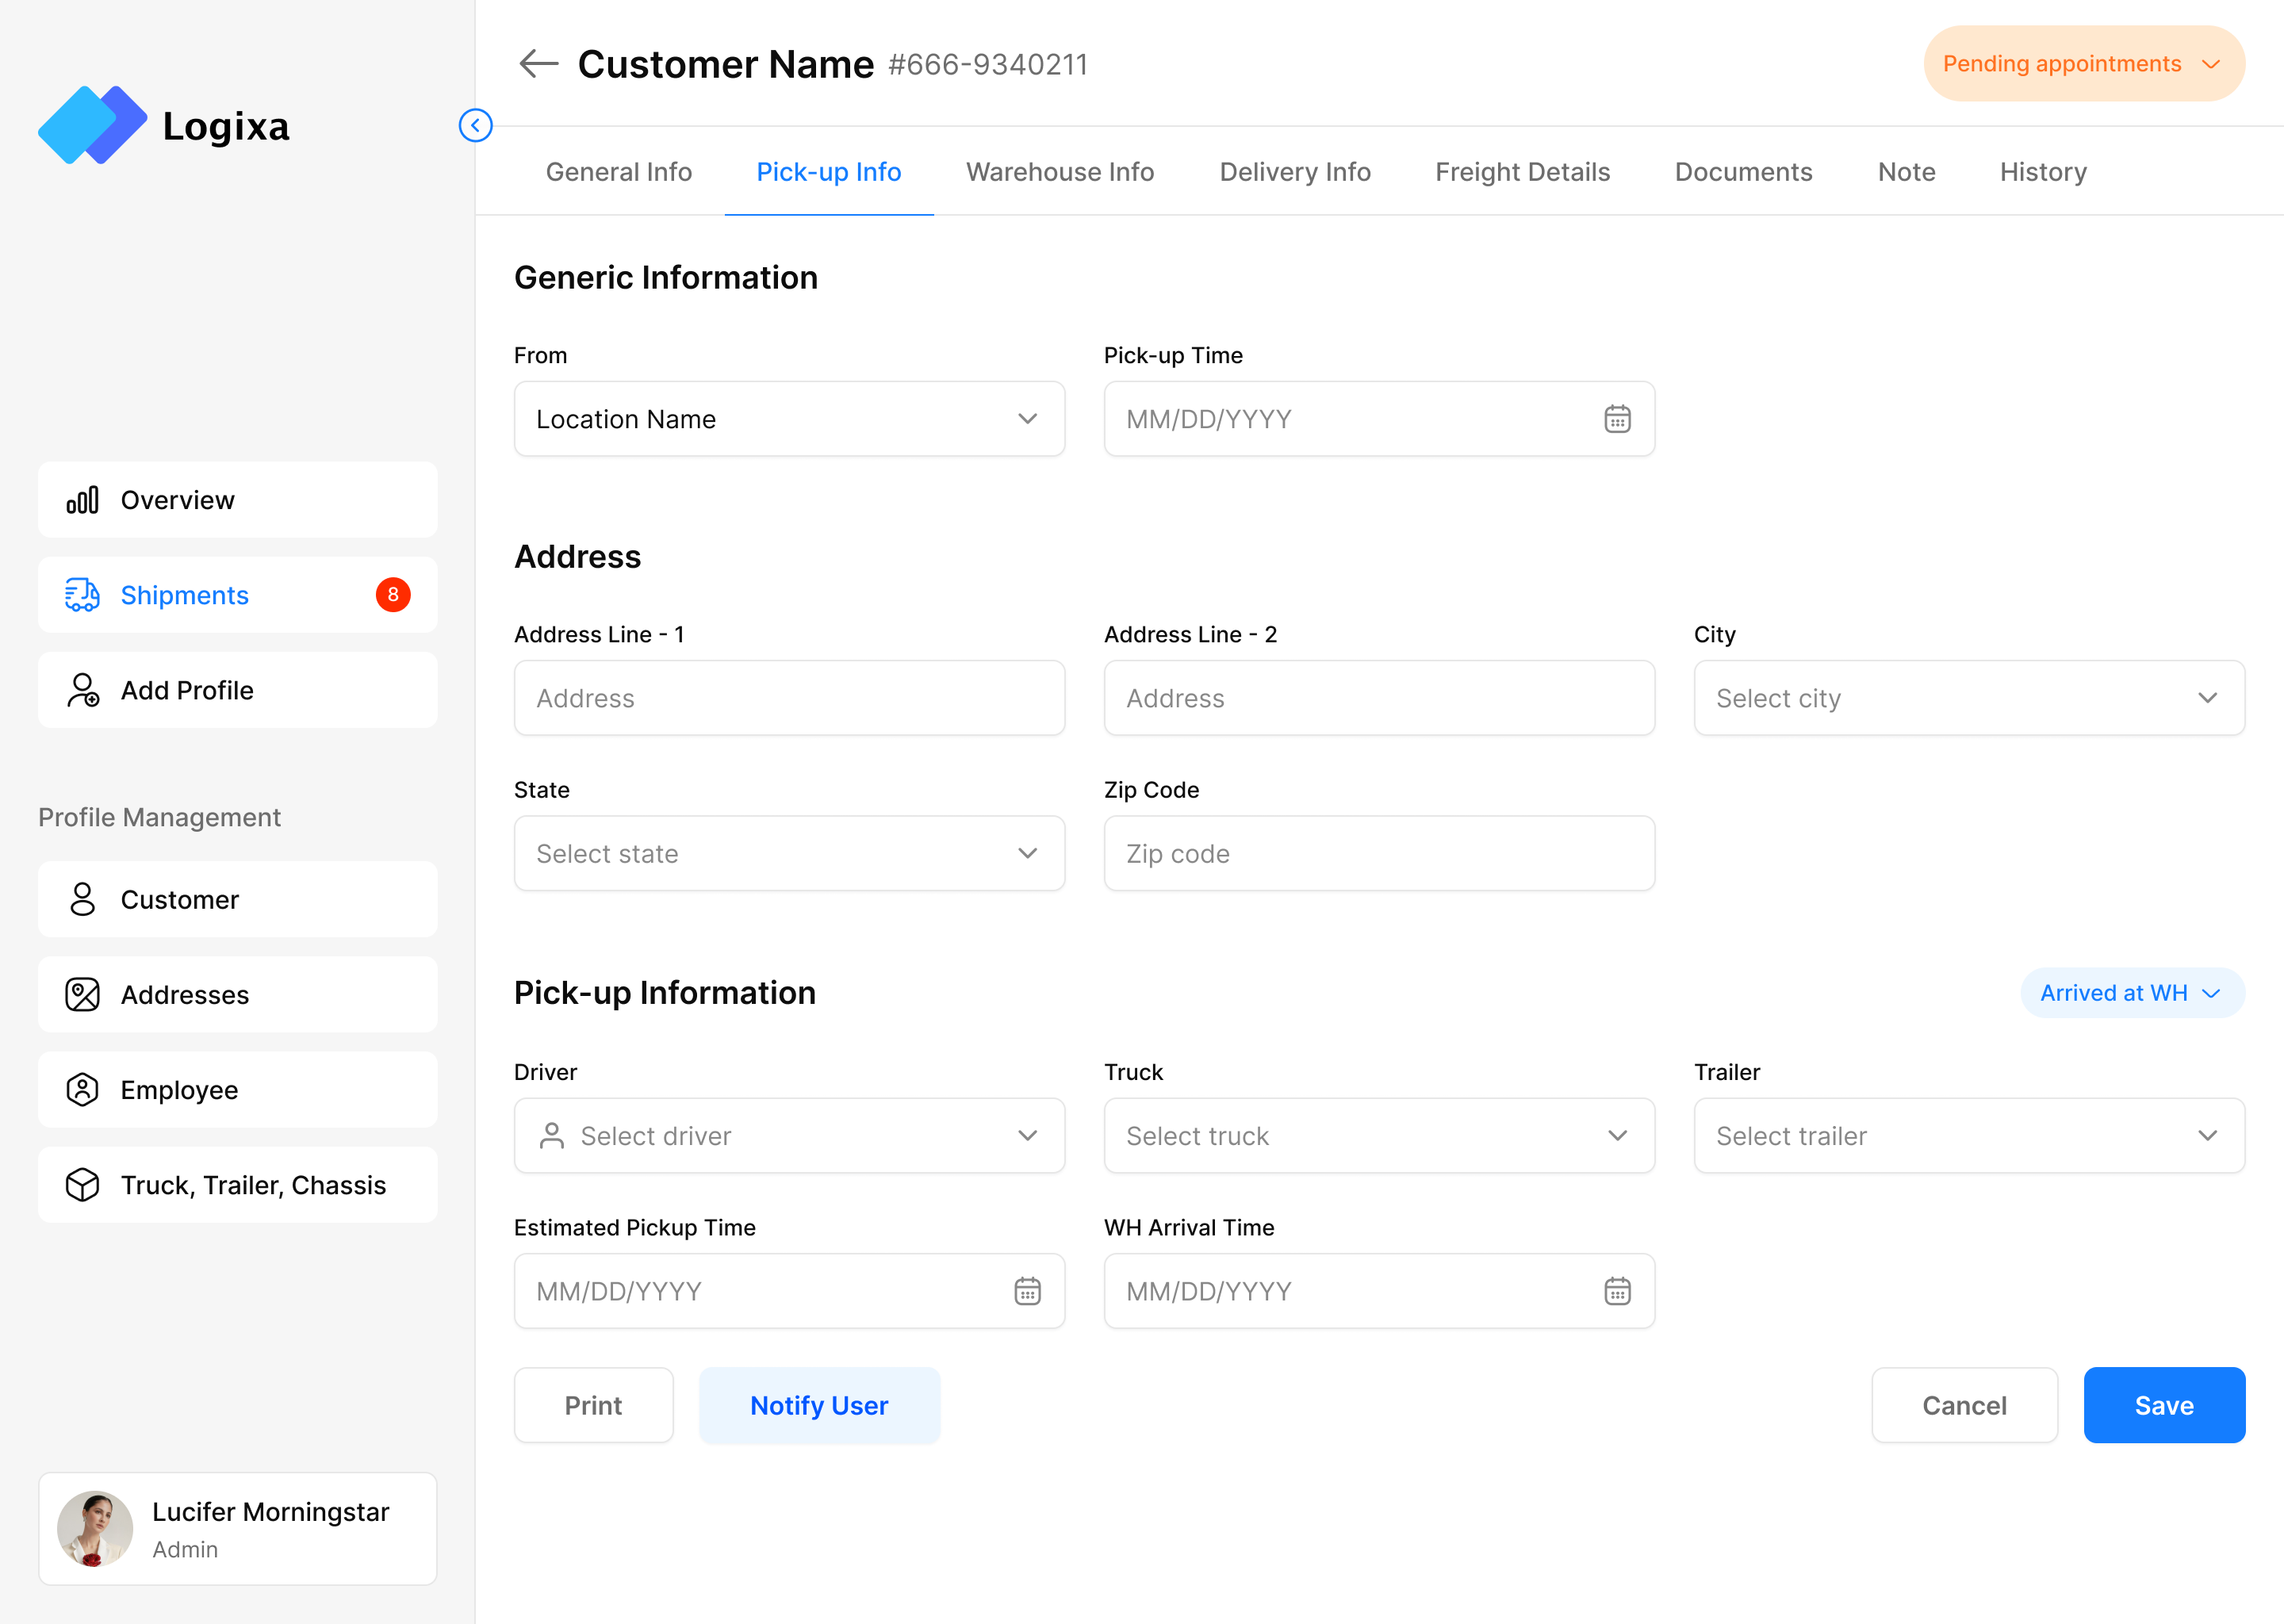 Logixa
Overview
Shipments 8
Add Profile
Profile Management
Customer
Addresses
Employee
Truck, Trailer, Chassis
Lucifer Morningstar
Admin
Customer Name #666-9340211
Pending appointments
General Info Pick-up Info Warehouse Info Delivery Info Freight Details Documents Note History
Generic Information
From Pick-up Time
Location Name MM/DD/YYYY
Address
Address Line - 1 Address Line - 2 City
Address Address Select city
State Zip Code
Select state Zip code
Pick-up Information Arrived at WH
Driver Truck Trailer
Select driver Select truck Select trailer
Estimated Pickup Time WH Arrival Time
MM/DD/YYYY MM/DD/YYYY
Print Notify User Cancel Save